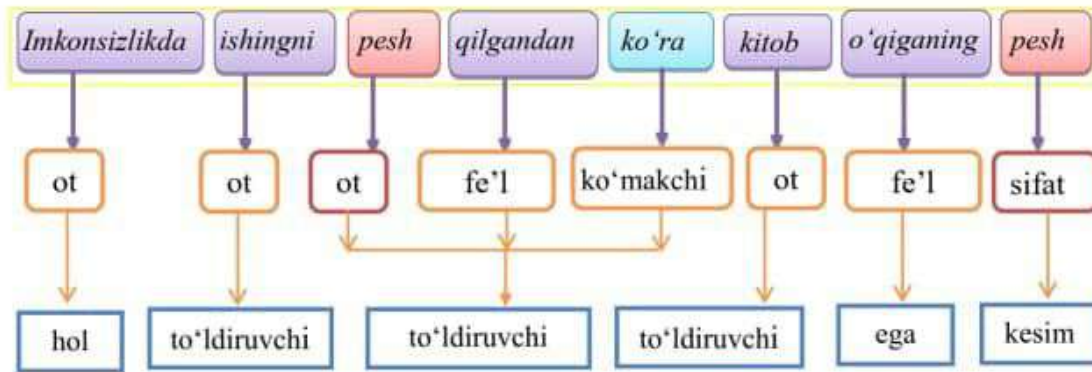 Imkonsizlikda ishingni pesh qilgandan ko‘ra kitob o‘qiganing pesh
ot ot ot fe’l ko‘makchi ot fe’l sifat
hol to‘ldiruvchi to‘ldiruvchi to‘ldiruvchi ega kesim